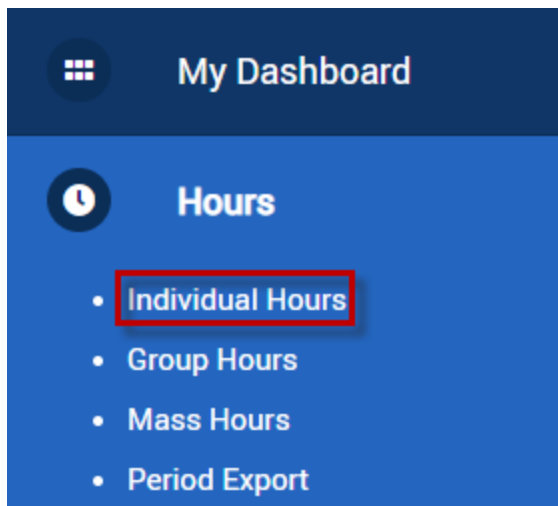 My Dashboard
Hours
Individual Hours
Group Hours
Mass Hours
Period Export